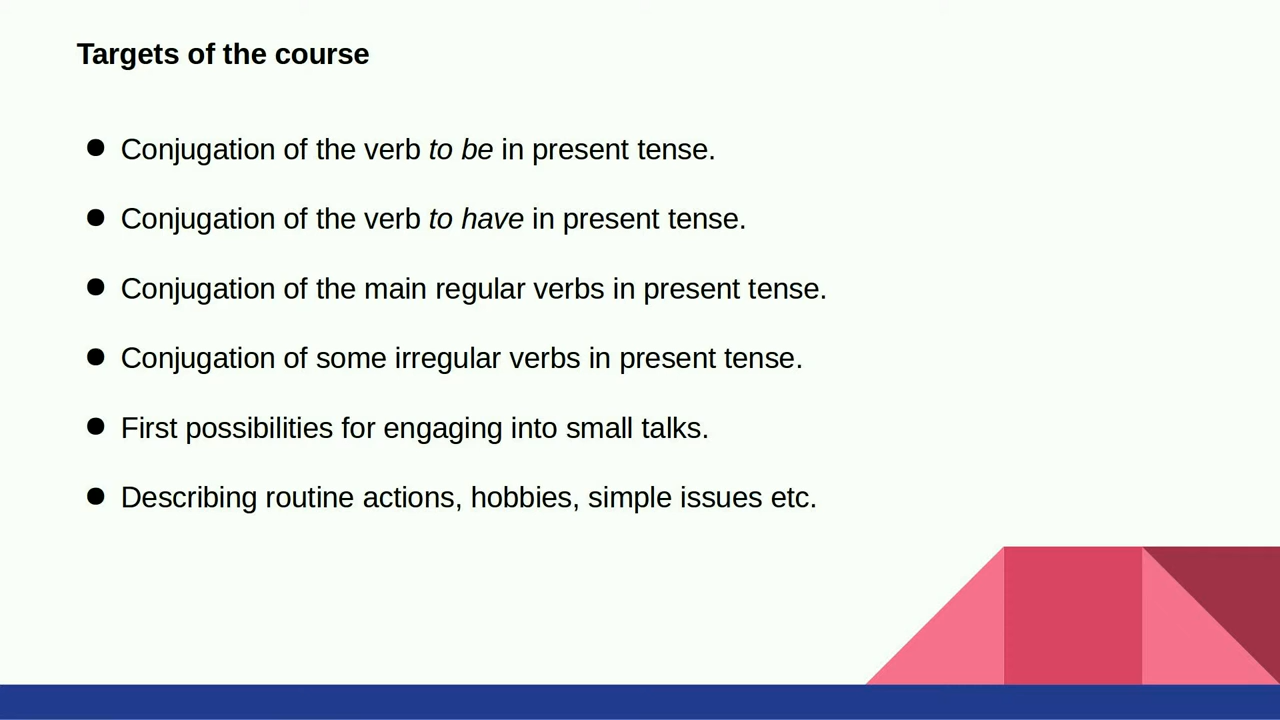 Targets of the course
● Conjugation of the verb to be in present tense.
● Conjugation of the verb to have in present tense.
● Conjugation of the main regular verbs in present tense.
● Conjugation of some irregular verbs in present tense.
● First possibilities for engaging into small talks.
● Describing routine actions, hobbies, simple issues etc.